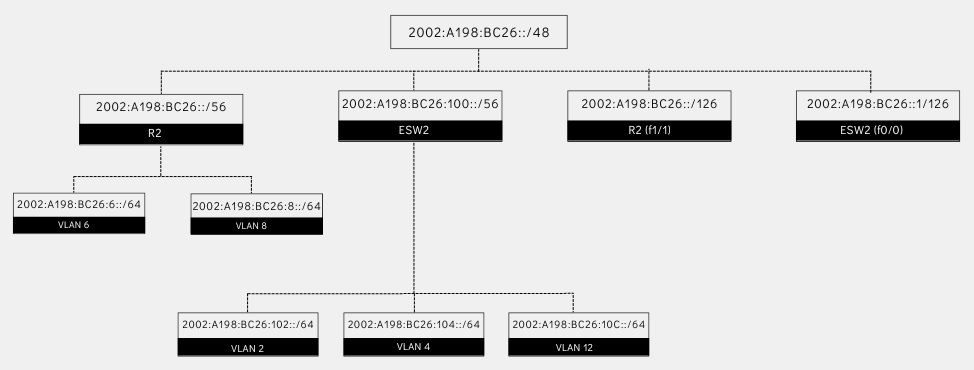 2002:A198:BC26::/48
2002:A198:BC26::/56
R2
2002:A198:BC26:100::/56
ESW2
2002:A198:BC26::/126
R2 (f1/1)
2002:A198:BC26::1/126
ESW2 (f0/0)
2002:A198:BC26:6::/64
VLAN 6
2002:A198:BC26:8::/64
VLAN 8
2002:A198:BC26:102::/64
VLAN 2
2002:A198:BC26:104::/64
VLAN 4
2002:A198:BC26:10C::/64
VLAN 12